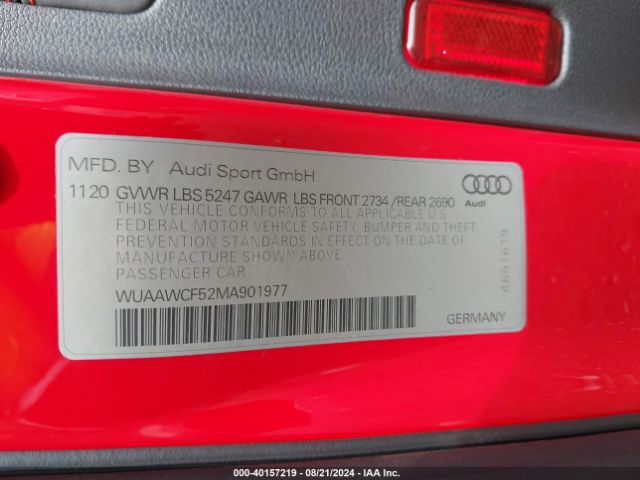 MFD. BY Audi Sport GmbH
1120 GVWR LBS 5247 GAWR LBS FRONT 2734 /REAR 2690
Audi
THIS VEHICLE CONFORMS TO ALL APPLICABLE U.S
FEDERAL MOTOR VEHICLE SAFETY, BUMPER AND THEFT
PREVENTION STANDARDS IN EFFECT ON THE DATE OF
MANUFACTURE SHOWN ABOVE
PASSENGER CAR
4651619
WUAAWCF52MA901977
GERMANY
000-40157219 - 08/21/2024 - IAA Inc.